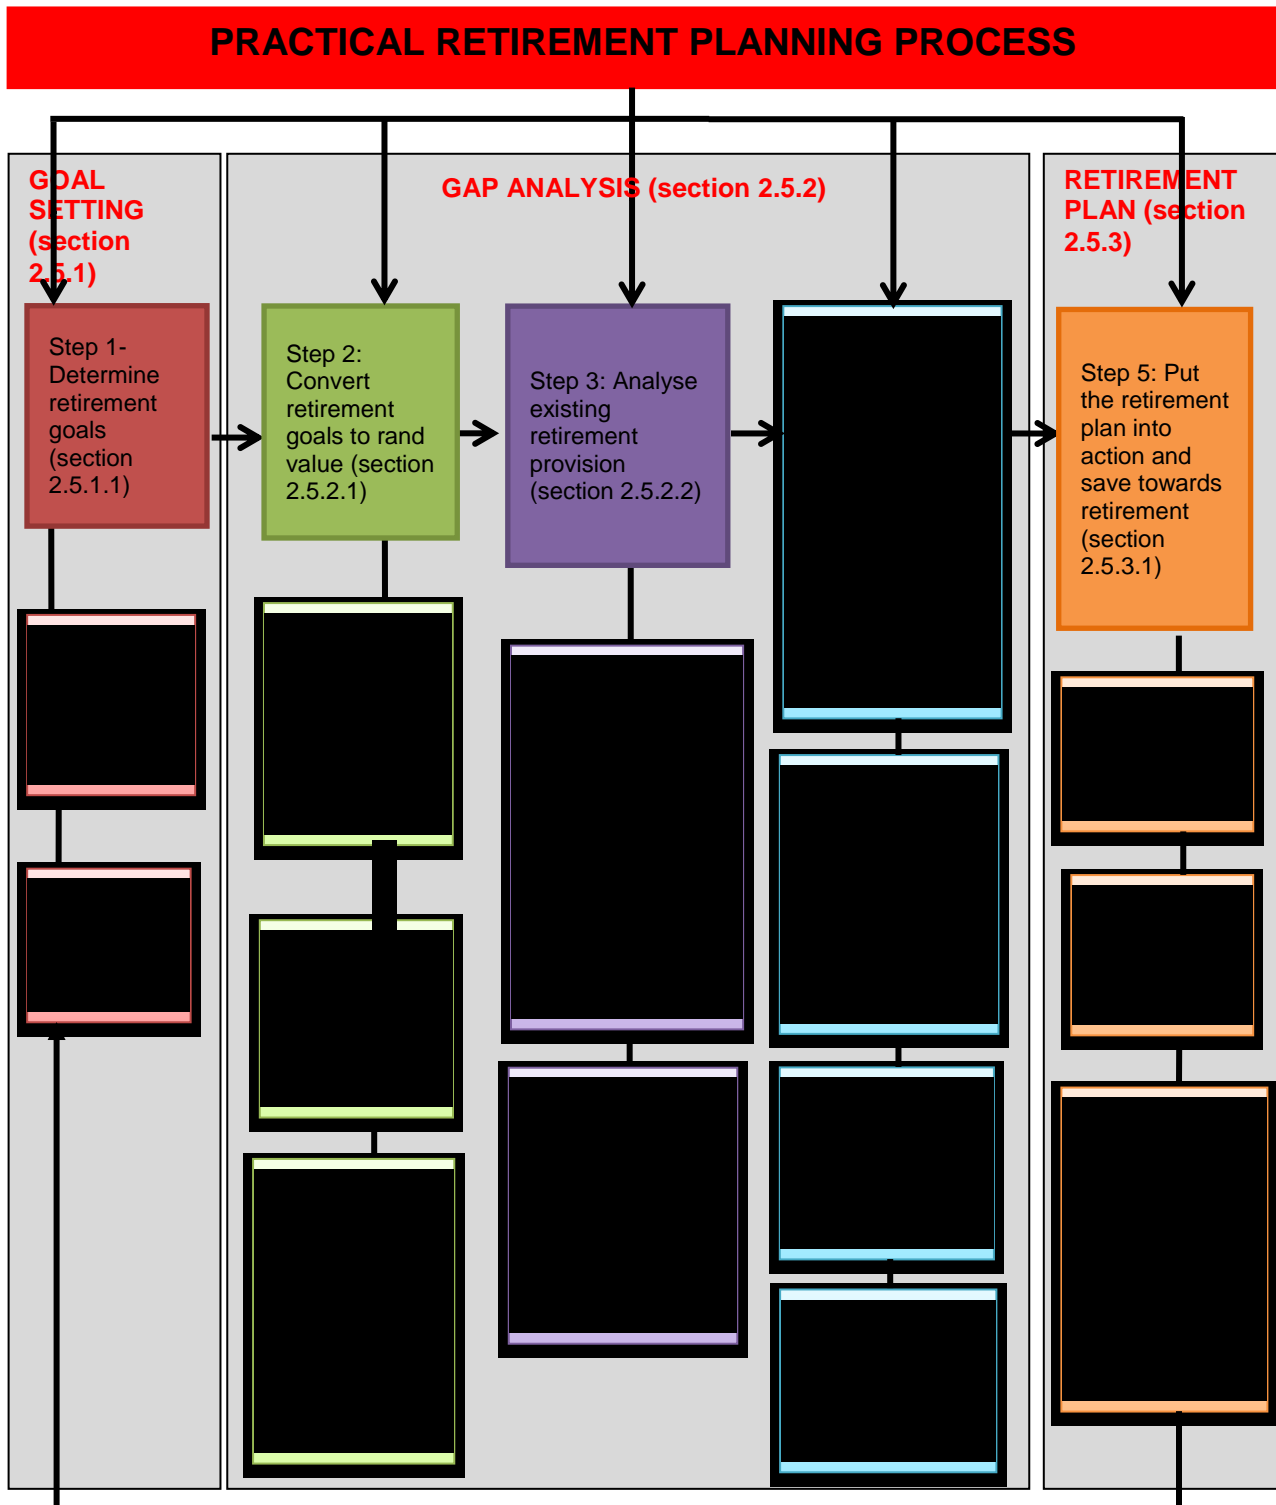 PRACTICAL RETIREMENT PLANNING PROCESS
GOAL
SETTING
(section
2.5.1)
GAP ANALYSIS (section 2.5.2)
RETIREMENT
PLAN (section
2.5.3)
Step 1-
Determine
retirement
goals
(section
2.5.1.1)
Step 2:
Convert
retirement
goals to rand
value (section
2.5.2.1)
Step 3: Analyse
existing
retirement
provision
(section 2.5.2.2)
Step 5: Put
the retirement
plan into
action and
save towards
retirement
(section
2.5.3.1)